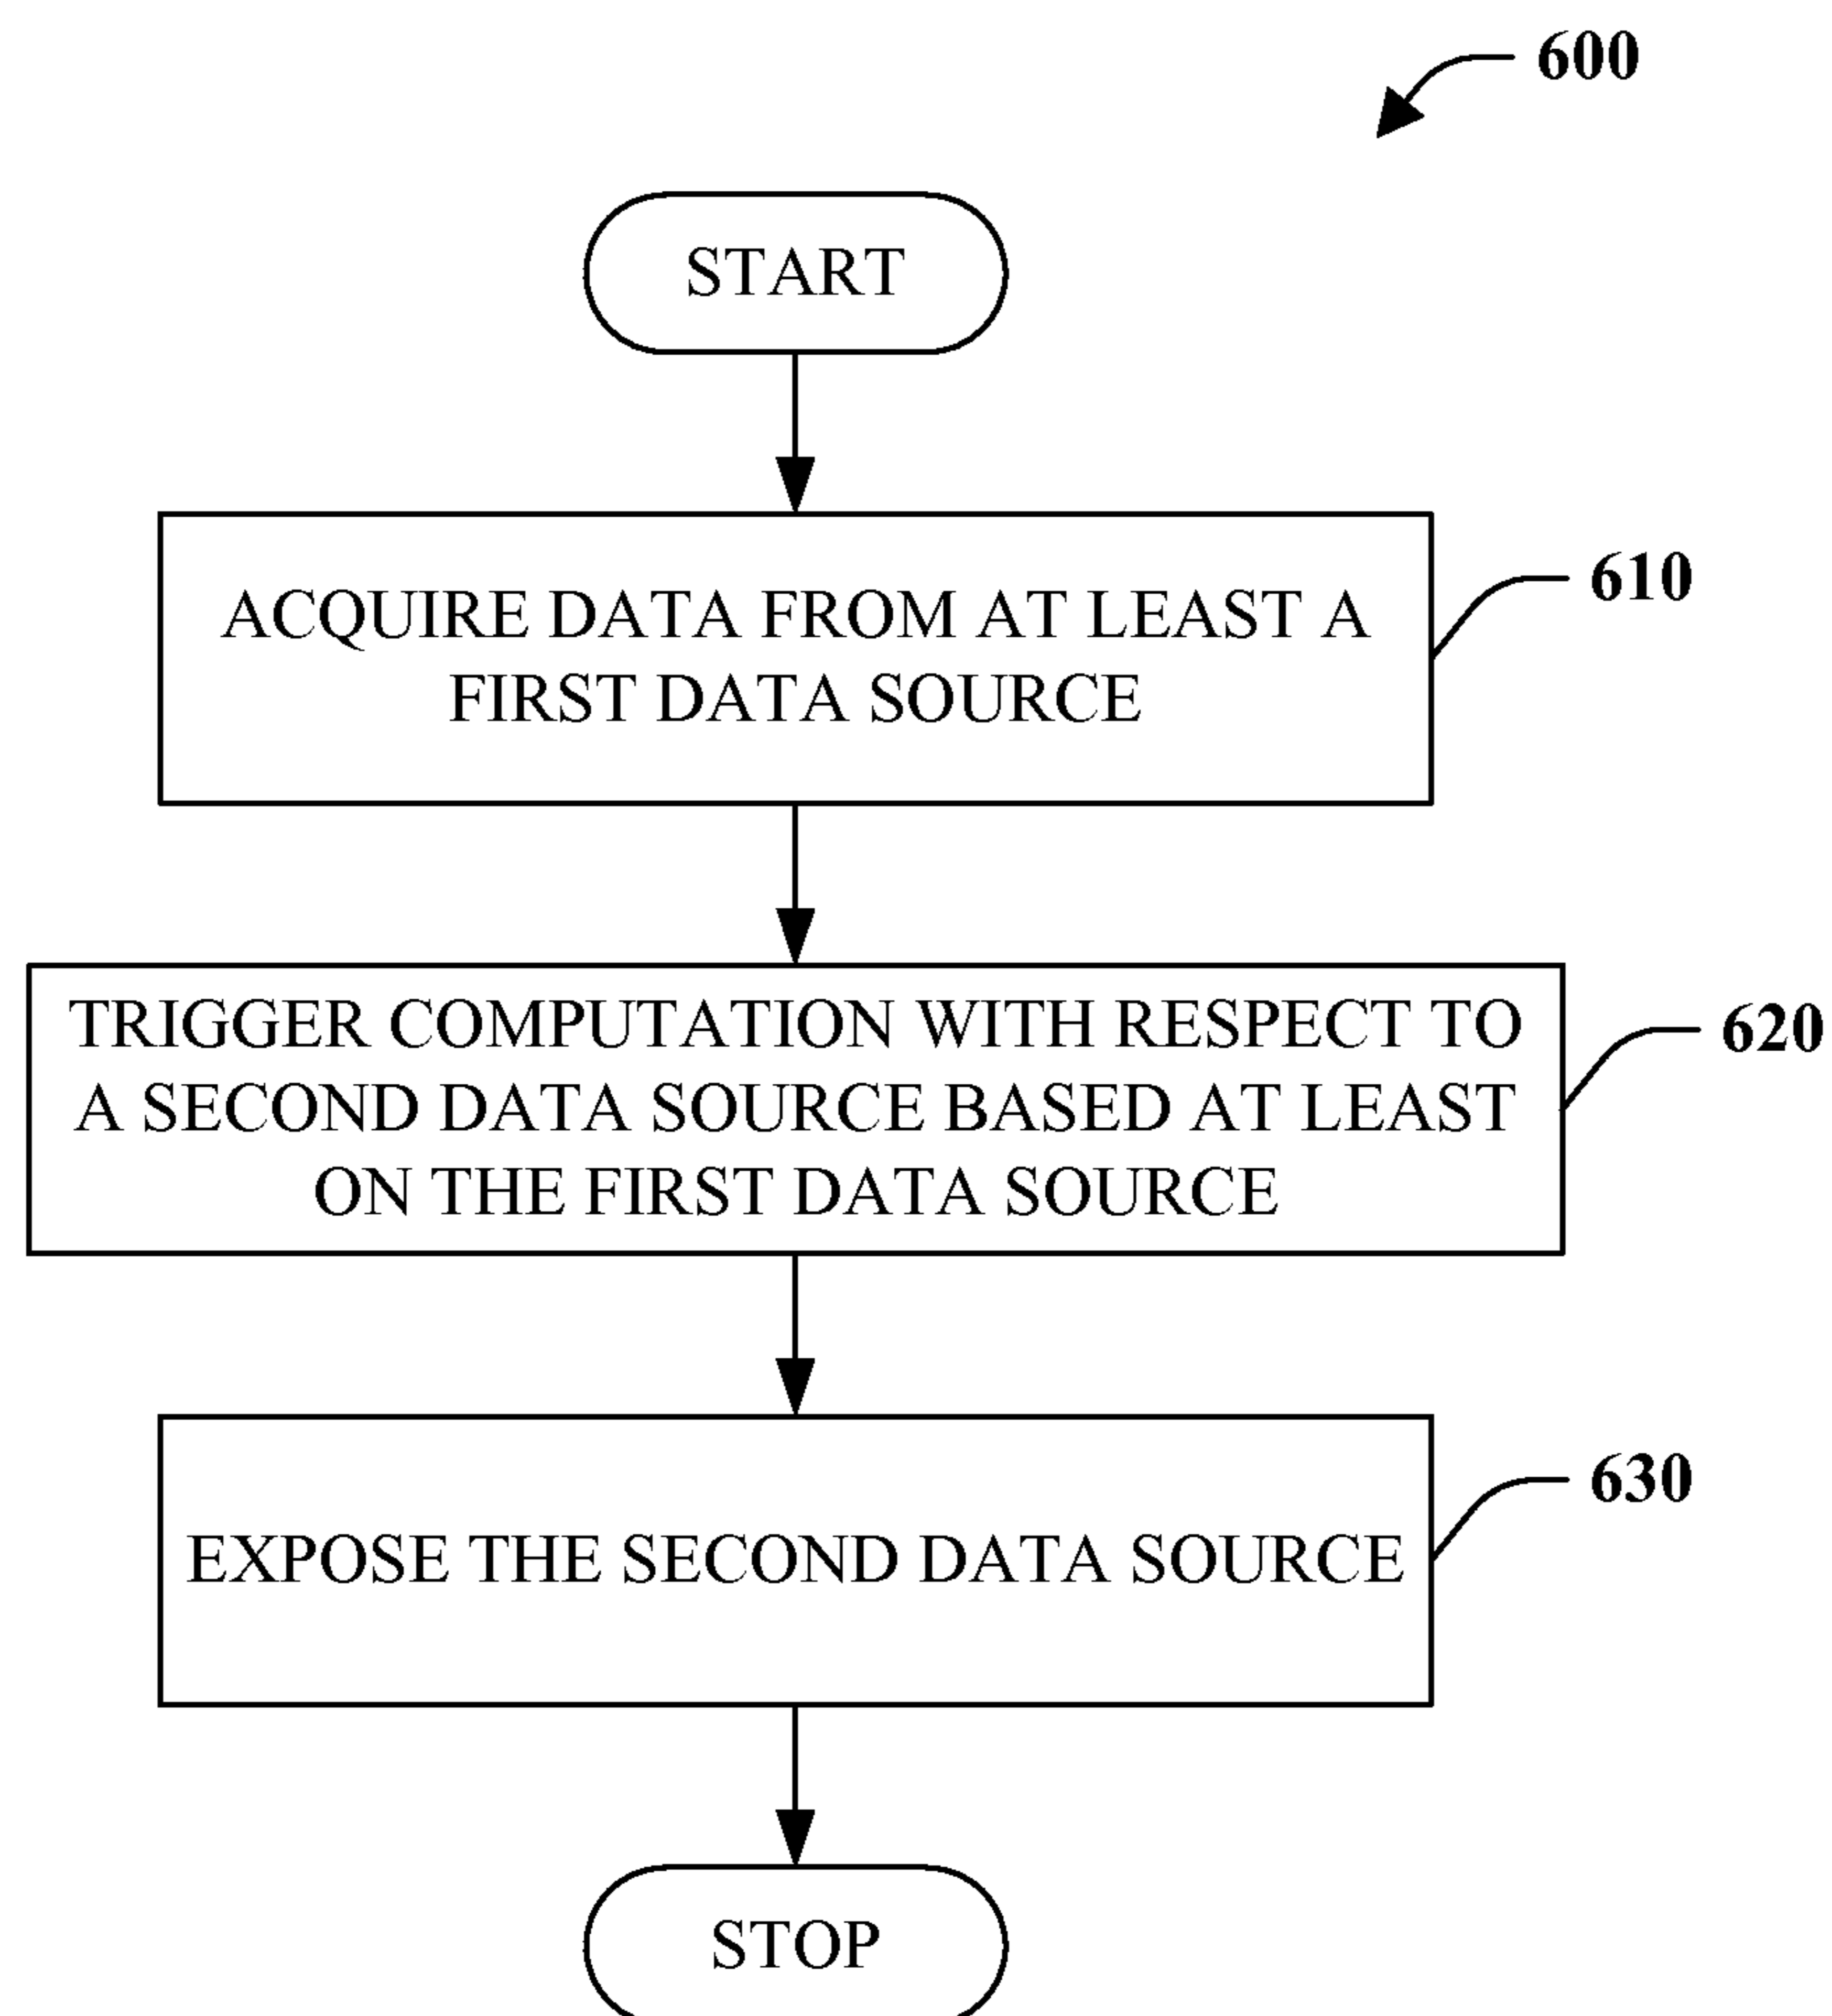 600
START
ACQUIRE DATA FROM AT LEAST A
FIRST DATA SOURCE
610
TRIGGER COMPUTATION WITH RESPECT TO
A SECOND DATA SOURCE BASED AT LEAST
ON THE FIRST DATA SOURCE
620
EXPOSE THE SECOND DATA SOURCE
630
STOP